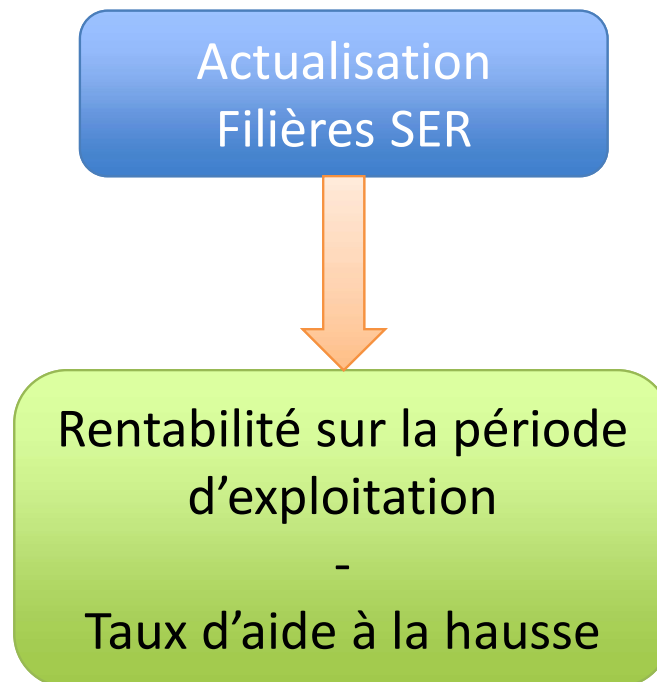 Actualisation
Filières SER
Rentabilité sur la période
d’exploitation
-
Taux d’aide à la hausse